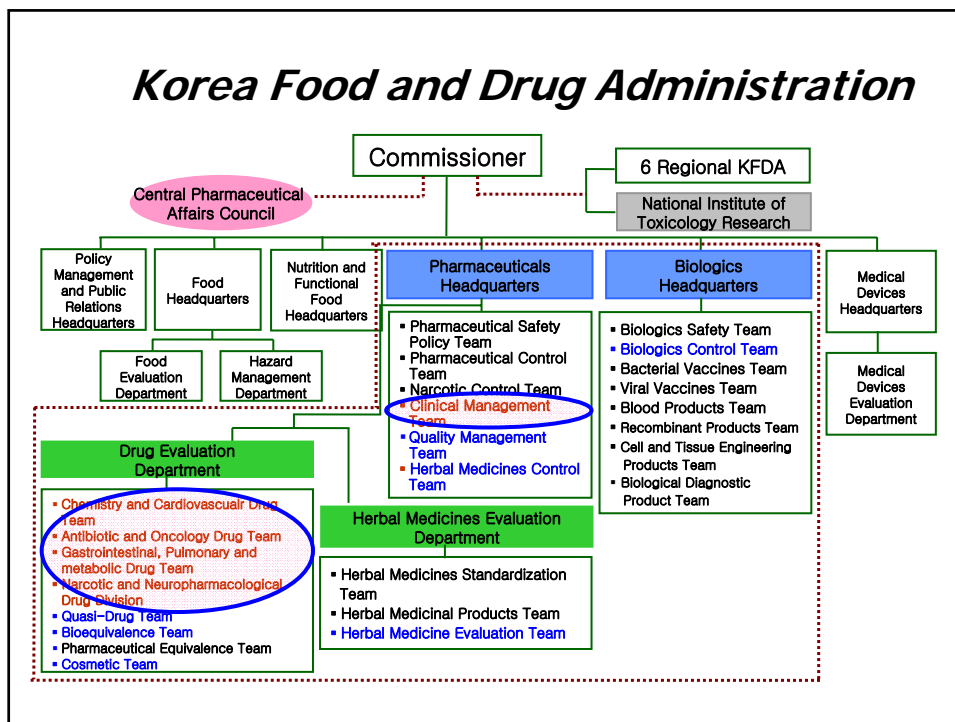 Korea Food and Drug Administration
Commissioner
6 Regional KFDA
Central Pharmaceutical
Affairs Council
National Institute of
Toxicology Research
Policy
Management
and Public
Relations
Headquarters
Food
Headquarters
Nutrition and
Functional
Food
Headquarters
Pharmaceuticals
Headquarters
Biologics
Headquarters
Medical
Devices
Headquarters
Food
Evaluation
Department
Hazard
Management
Department
▪ Pharmaceutical Safety
Policy Team
▪ Pharmaceutical Control
Team
▪ Narcotic Control Team
▪ Clinical Management
Team
▪ Quality Management
Team
▪ Herbal Medicines Control
Team
▪ Biologics Safety Team
▪ Biologics Control Team
▪ Bacterial Vaccines Team
▪ Viral Vaccines Team
▪ Blood Products Team
▪ Recombinant Products Team
▪ Cell and Tissue Engineering
Products Team
▪ Biological Diagnostic
Product Team
Medical
Devices
Evaluation
Department
Drug Evaluation
Department
▪ Chemistry and Cardiovascuair Drug
Team
▪ Antibiotic and Oncology Drug Team
▪ Gastrointestinal, Pulmonary and
metabolic Drug Team
▪ Narcotic and Neuropharmacological
Drug Division
▪ Quasi-Drug Team
▪ Bioequivalence Team
▪ Pharmaceutical Equivalence Team
▪ Cosmetic Team
Herbal Medicines Evaluation
Department
▪ Herbal Medicines Standardization
Team
▪ Herbal Medicinal Products Team
▪ Herbal Medicine Evaluation Team